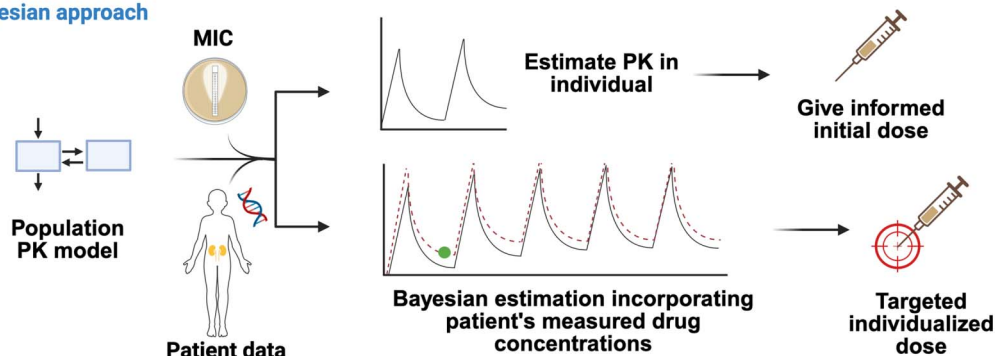 esian approach
MIC
Population
PK model
Patient data
Estimate PK in
individual
Give informed
initial dose
Bayesian estimation incorporating
patient's measured drug
concentrations
Targeted
individualized
dose